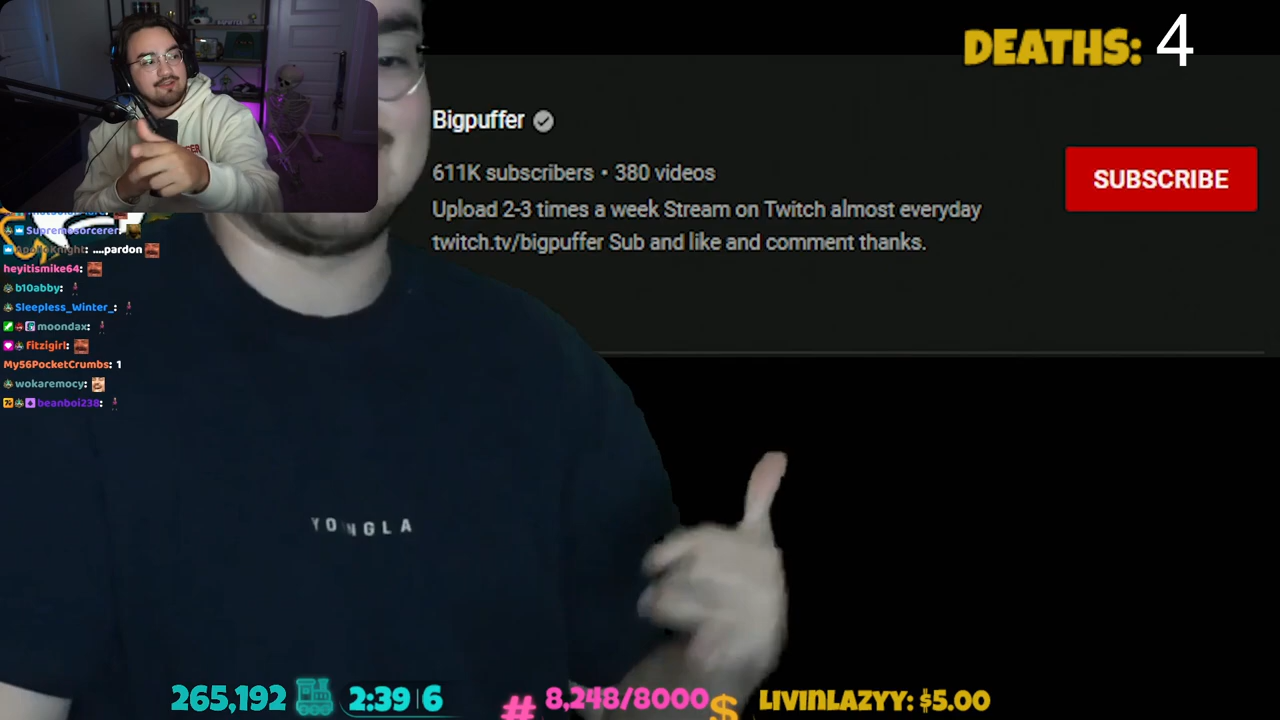 DEATHS: 4
Bigpuffer
611K subscribers • 380 videos
SUBSCRIBE
Upload 2-3 times a week Stream on Twitch almost everyday
twitch.tv/bigpuffer Sub and like and comment thanks.
Supremesorcerer:
: ....pardon
heyitismike64:
b10abby:
Sleepless_Winter_:
moondax:
fitzigirl:
My56PocketCrumbs: 1
wokaremocy:
beanboi238:
YOUNGLA
265,192
2:39|6
# 8,248/8000
$ LIVINLAZYY: $5.00